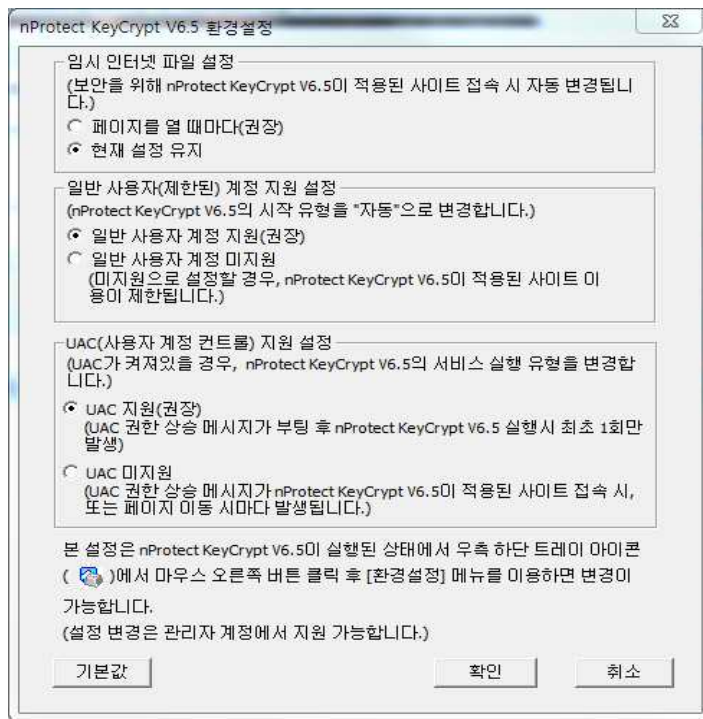 nProtect KeyCrypt V6.5 환경설정
임시 인터넷 파일 설정
(보안을 위해 nProtect KeyCrypt V6.5이 적용된 사이트 접속 시 자동 변경됩니
다.)
페이지를 열 때마다(권장)
현재 설정 유지
일반 사용자(제한된) 계정 지원 설정
(nProtect KeyCrypt V6.5의 시작 유형을 "자동"으로 변경합니다.)
일반 사용자 계정 지원(권장)
일반 사용자 계정 미지원
(미지원으로 설정할 경우, nProtect KeyCrypt V6.5이 적용된 사이트 이
용이 제한됩니다.)
UAC(사용자 계정 컨트롤) 지원 설정
(UAC가 켜져있을 경우, nProtect KeyCrypt V6.5의 서비스 실행 유형을 변경합
니다.)
UAC 지원(권장)
(UAC 권한 상승 메시지가 부팅 후 nProtect KeyCrypt V6.5 실행시 최초 1회만
발생)
UAC 미지원
(UAC 권한 상승 메시지가 nProtect KeyCrypt V6.5이 적용된 사이트 접속 시,
또는 페이지 이동 시마다 발생됩니다.)
본 설정은 nProtect KeyCrypt V6.5이 실행된 상태에서 우측 하단 트레이 아이콘
( )에서 마우스 오른쪽 버튼 클릭 후 [환경설정] 메뉴를 이용하면 변경이
가능합니다.
(설정 변경은 관리자 계정에서 지원 가능합니다.)
기본값 확인 취소